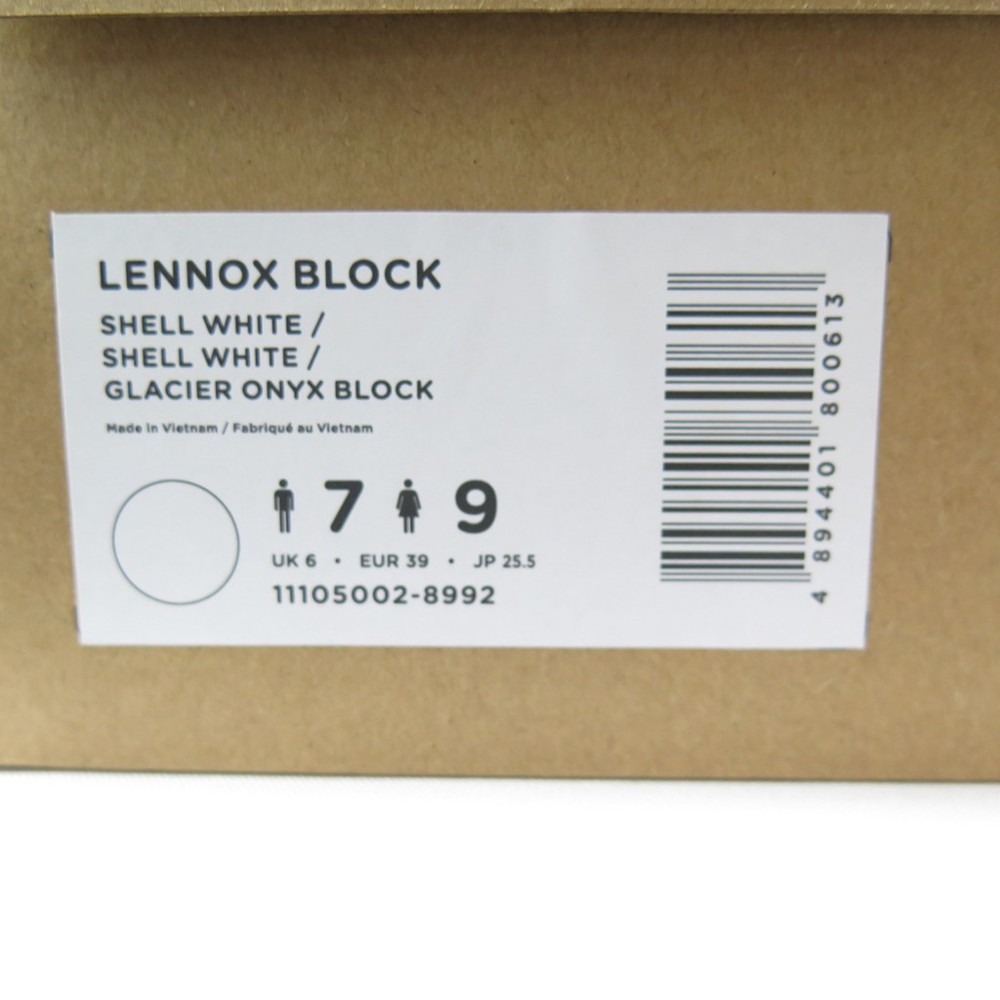 LENNOX BLOCK
SHELL WHITE /
SHELL WHITE /
GLACIER ONYX BLOCK
Made in Vietnam / Fabriqué au Vietnam
7 9
UK 6 • EUR 39 • JP 25.5
11105002-8992
4 894401 800613